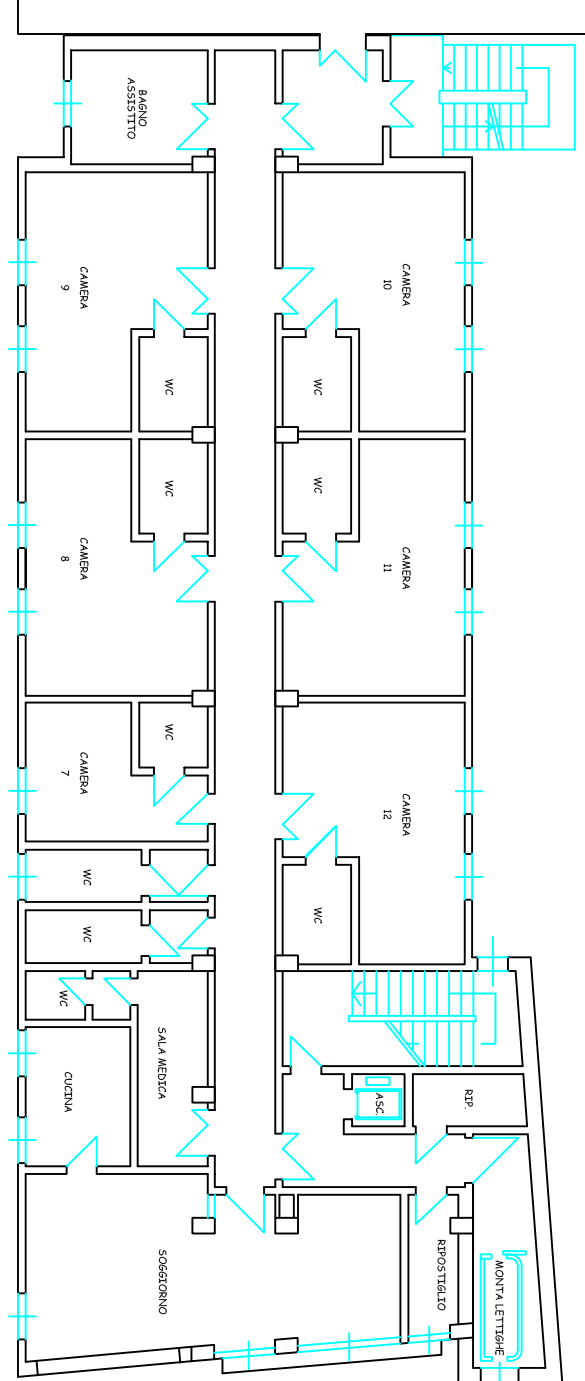 BAGNO
ASSISTITO
CAMERA
9
CAMERA
10
WC
WC
WC
WC
CAMERA
8
CAMERA
11
WC
CAMERA
7
CAMERA
12
WC
WC
WC
WC
SALA MEDICA
CUCINA
ASC.
RIP.
SOGGIORNO
RIPOSTIGLIO
MONTA LETTIGHE